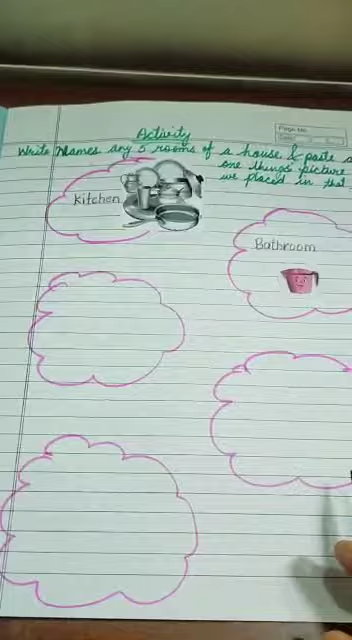 Activity
Page No.
Date
Write Names any 5 rooms of a house & paste
one things picture
we placed in that
Kitchen
Bathroom